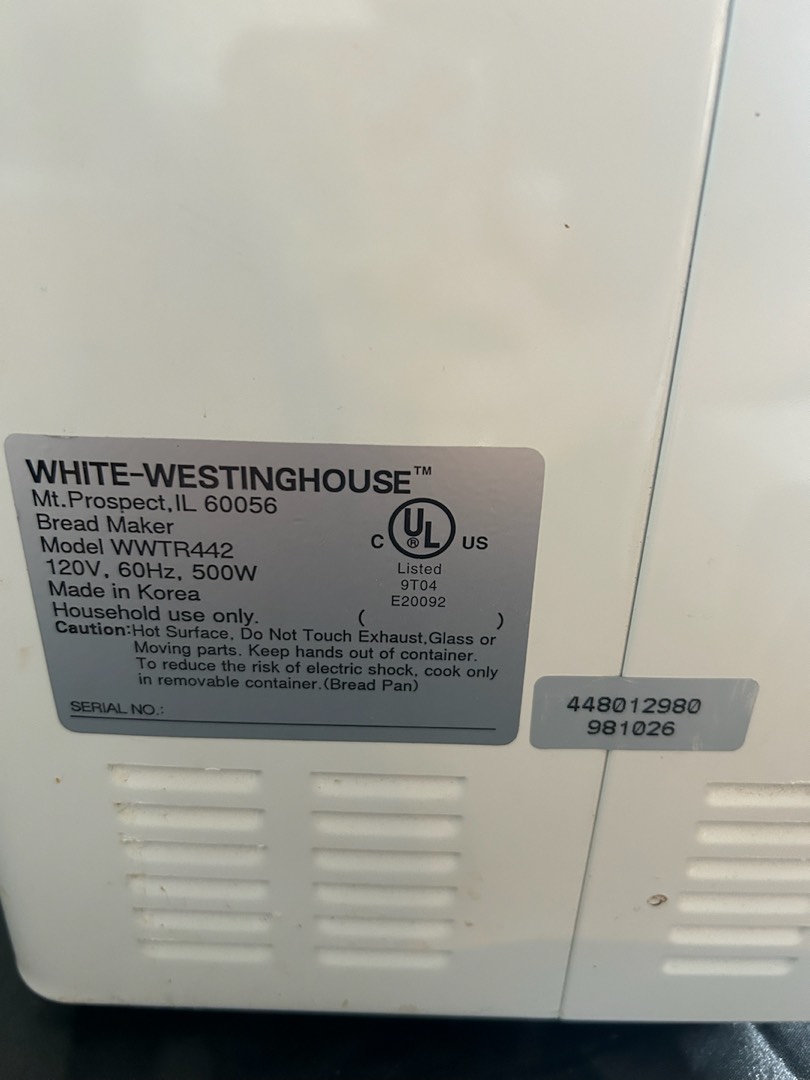 WHITE-WESTINGHOUSE™
Mt.Prospect,IL 60056
Bread Maker
Model WWTR442
120V, 60Hz, 500W
Made in Korea
Household use only.
C UL® US
Listed
9T04
E20092
( )
Caution:Hot Surface, Do Not Touch Exhaust,Glass or
Moving parts. Keep hands out of container.
To reduce the risk of electric shock, cook only
in removable container.(Bread Pan)
SERIAL NO.:
448012980
981026